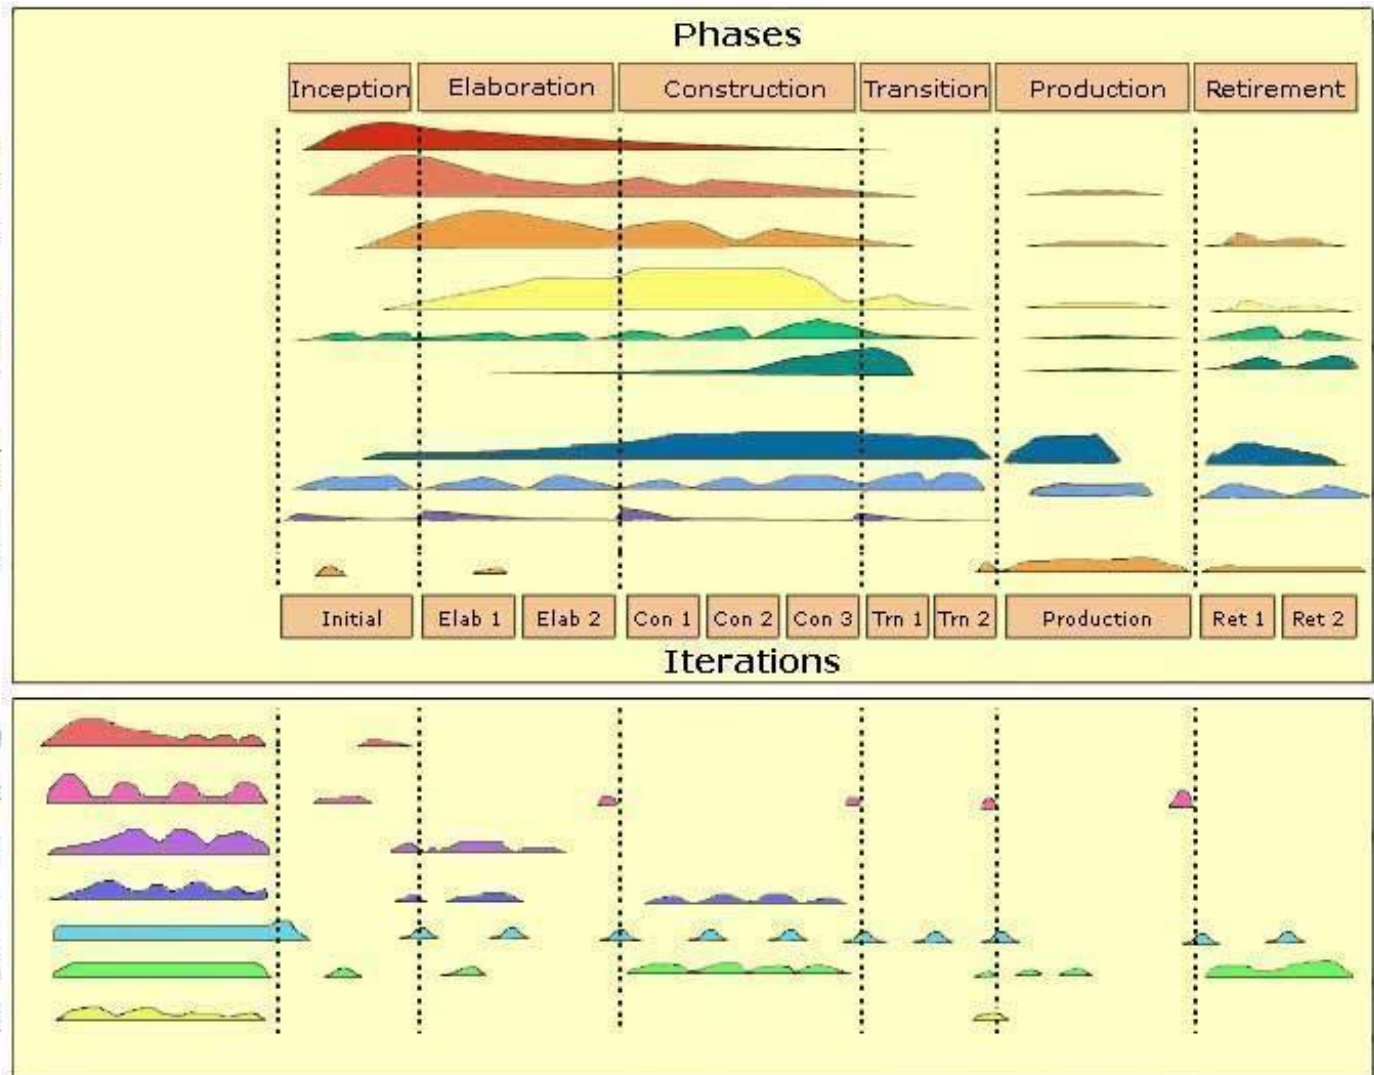 Phases
Inception Elaboration Construction Transition Production Retirement
Initial Elab 1 Elab 2 Con 1 Con 2 Con 3 Trn 1 Trn 2 Production Ret 1 Ret 2
Iterations